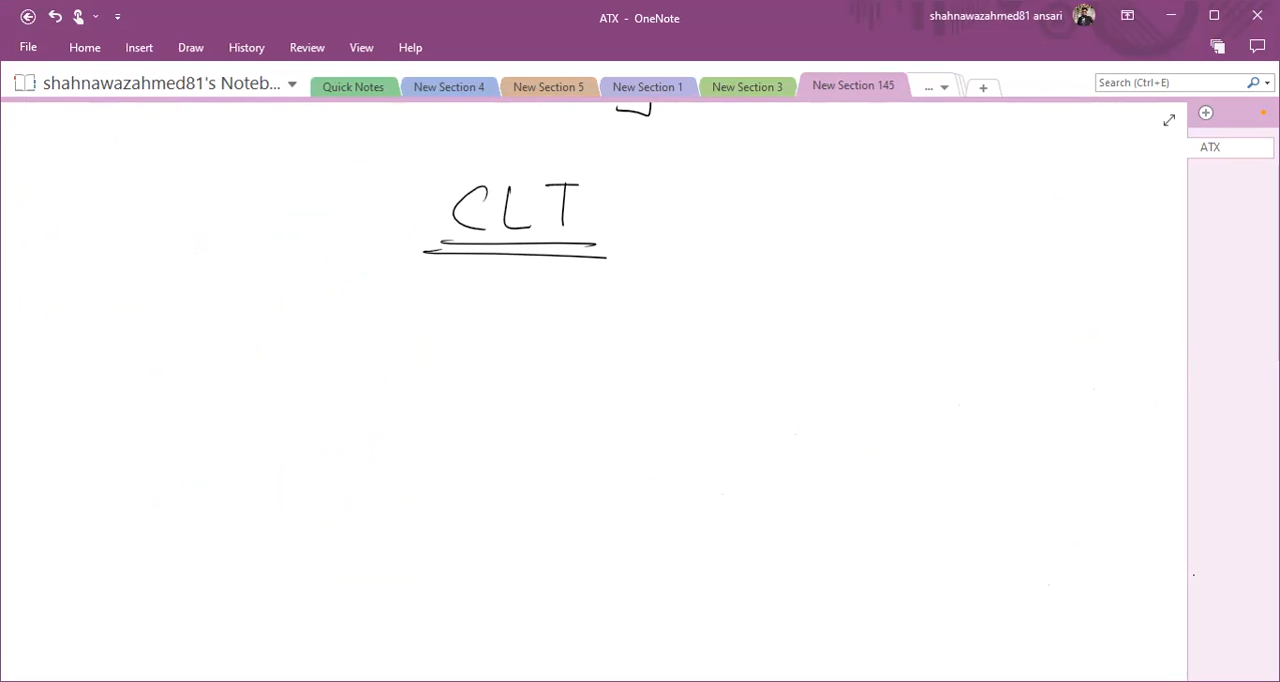 ATX - OneNote
shahnawazahmed81 ansari
File Home Insert Draw History Review View Help
shahnawazahmed81's Noteb...
Quick Notes New Section 4 New Section 5 New Section 1 New Section 3 New Section 145 ...
Search (Ctrl+E)
ATX
CLT